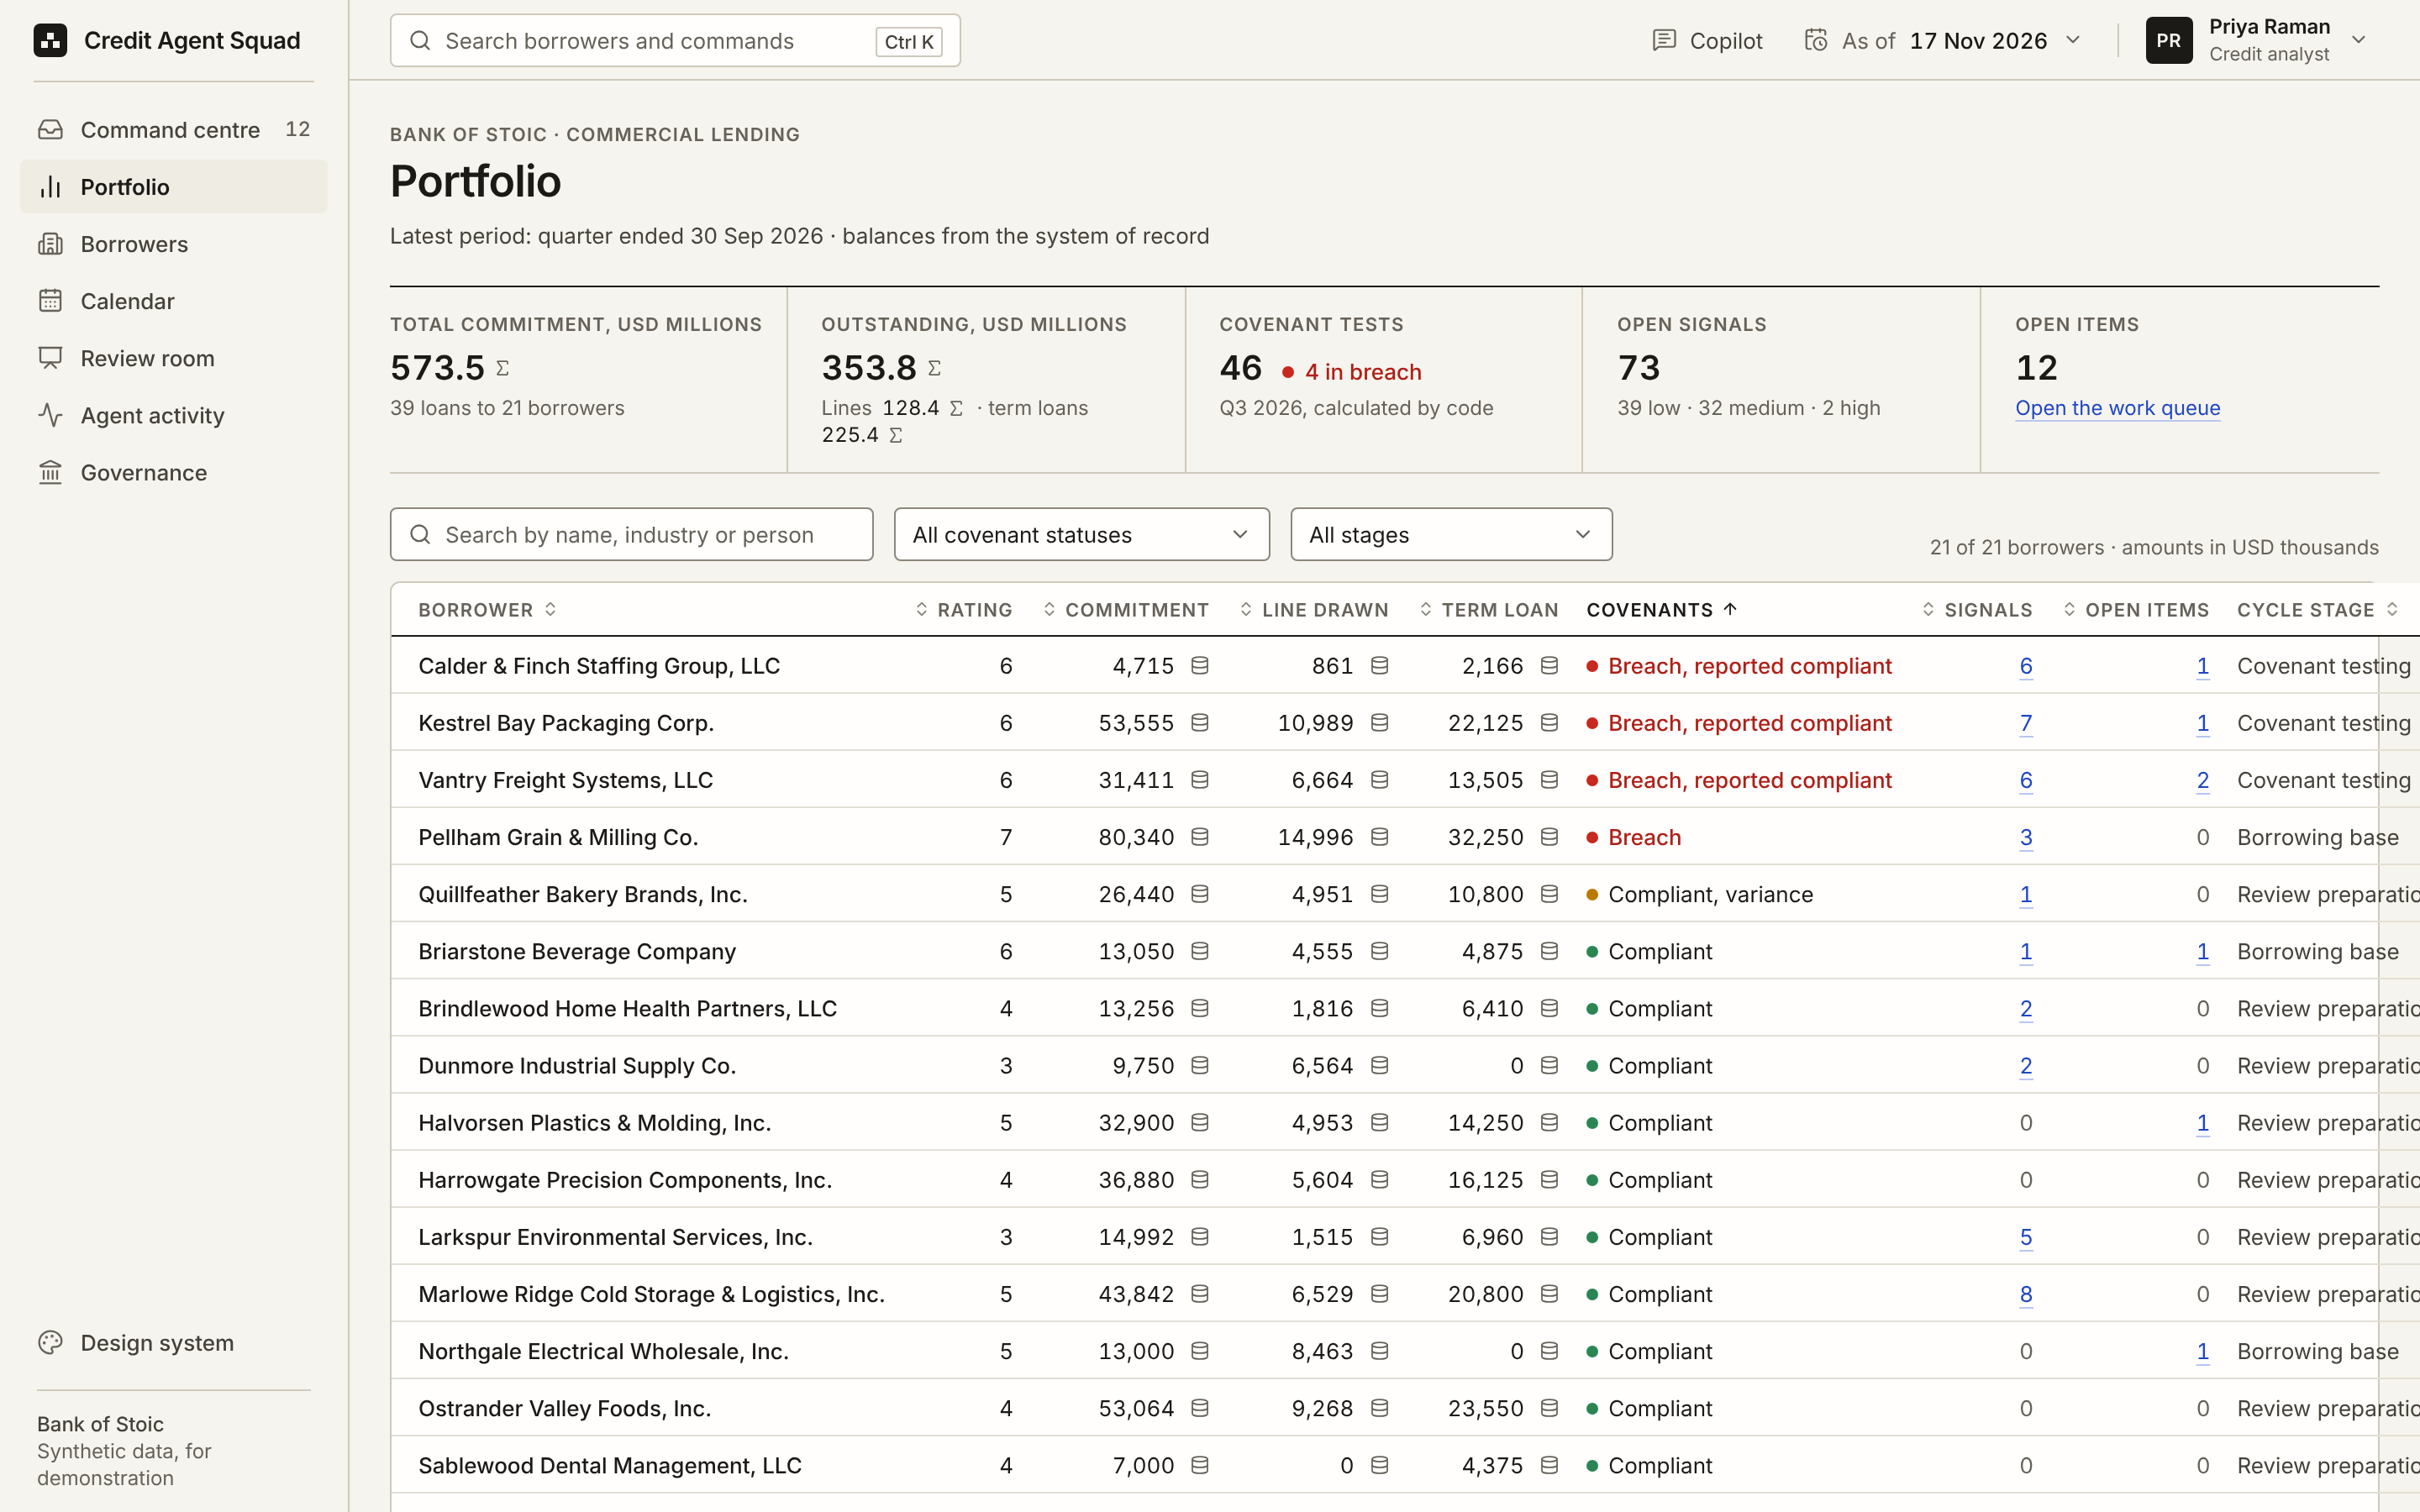 Credit Agent Squad
Search borrowers and commands Ctrl K
Copilot
As of 17 Nov 2026
PR
Priya Raman
Credit analyst
Command centre 12
Portfolio
Borrowers
Calendar
Review room
Agent activity
Governance
Design system
Bank of Stoic
Synthetic data, for
demonstration
BANK OF STOIC · COMMERCIAL LENDING
Portfolio
Latest period: quarter ended 30 Sep 2026 · balances from the system of record
TOTAL COMMITMENT, USD MILLIONS
573.5 Σ
39 loans to 21 borrowers
OUTSTANDING, USD MILLIONS
353.8 Σ
Lines 128.4 Σ · term loans
225.4 Σ
COVENANT TESTS
46 4 in breach
Q3 2026, calculated by code
OPEN SIGNALS
73
39 low · 32 medium · 2 high
OPEN ITEMS
12
Open the work queue
Search by name, industry or person
All covenant statuses
All stages
21 of 21 borrowers · amounts in USD thousands
BORROWER RATING COMMITMENT LINE DRAWN TERM LOAN COVENANTS SIGNALS OPEN ITEMS CYCLE STAGE
Calder & Finch Staffing Group, LLC 6 4,715 861 2,166 Breach, reported compliant 6 1 Covenant testing
Kestrel Bay Packaging Corp. 6 53,555 10,989 22,125 Breach, reported compliant 7 1 Covenant testing
Vantry Freight Systems, LLC 6 31,411 6,664 13,505 Breach, reported compliant 6 2 Covenant testing
Pellham Grain & Milling Co. 7 80,340 14,996 32,250 Breach 3 0 Borrowing base
Quillfeather Bakery Brands, Inc. 5 26,440 4,951 10,800 Compliant, variance 1 0 Review preparatio
Briarstone Beverage Company 6 13,050 4,555 4,875 Compliant 1 1 Borrowing base
Brindlewood Home Health Partners, LLC 4 13,256 1,816 6,410 Compliant 2 0 Review preparatio
Dunmore Industrial Supply Co. 3 9,750 6,564 0 Compliant 2 0 Review preparatio
Halvorsen Plastics & Molding, Inc. 5 32,900 4,953 14,250 Compliant 0 1 Review preparatio
Harrowgate Precision Components, Inc. 4 36,880 5,604 16,125 Compliant 0 0 Review preparatio
Larkspur Environmental Services, Inc. 3 14,992 1,515 6,960 Compliant 5 0 Review preparatio
Marlowe Ridge Cold Storage & Logistics, Inc. 5 43,842 6,529 20,800 Compliant 8 0 Review preparatio
Northgale Electrical Wholesale, Inc. 5 13,000 8,463 0 Compliant 0 1 Borrowing base
Ostrander Valley Foods, Inc. 4 53,064 9,268 23,550 Compliant 0 0 Review preparatio
Sablewood Dental Management, LLC 4 7,000 0 4,375 Compliant 0 0 Review preparatio